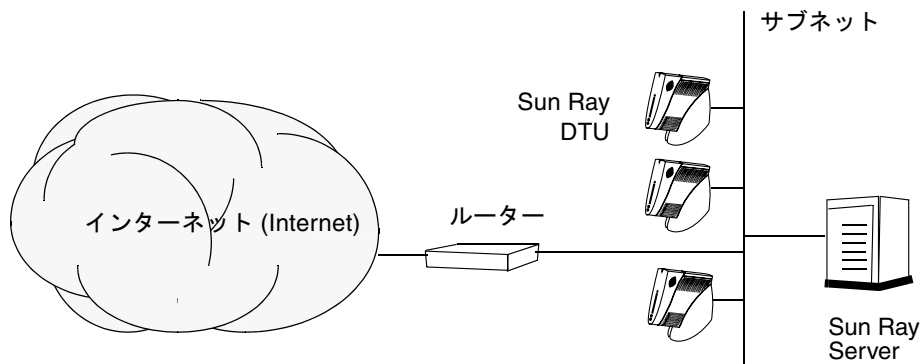 サブネット
Sun Ray
DTU
ルーター
インターネット (Internet)
Sun Ray
Server